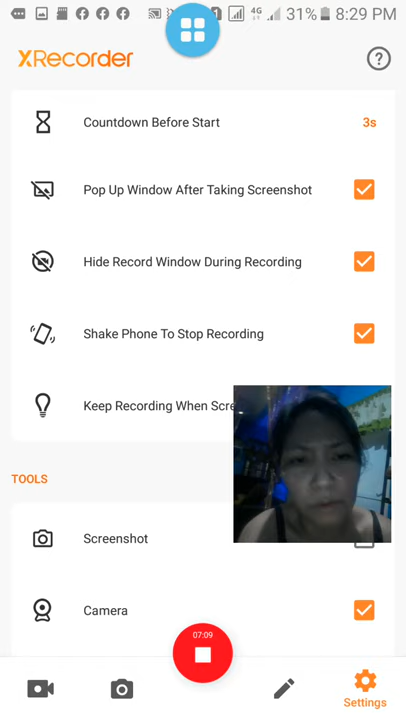 4G 31% 8:29 PM
XRecorder
Countdown Before Start 3s
Pop Up Window After Taking Screenshot
Hide Record Window During Recording
Shake Phone To Stop Recording
Keep Recording When Scre
TOOLS
Screenshot
Camera
07:09
Settings